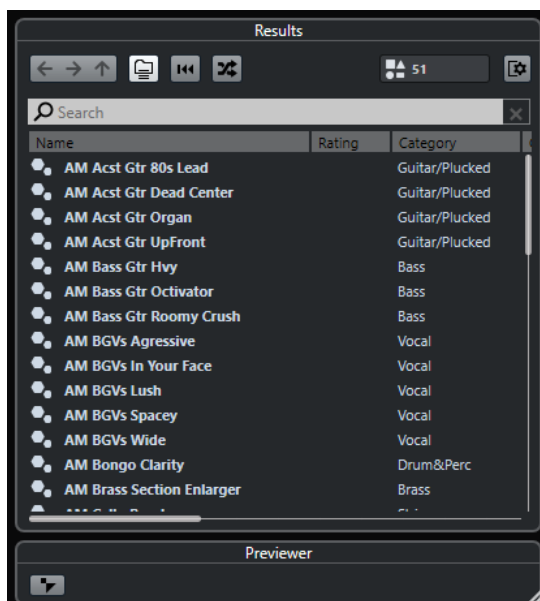 Results
51
Search
Name Rating Category
AM Acst Gtr 80s Lead Guitar/Plucked
AM Acst Gtr Dead Center Guitar/Plucked
AM Acst Gtr Organ Guitar/Plucked
AM Acst Gtr UpFront Guitar/Plucked
AM Bass Gtr Hvy Bass
AM Bass Gtr Octivator Bass
AM Bass Gtr Roomy Crush Bass
AM BGVs Agressive Vocal
AM BGVs In Your Face Vocal
AM BGVs Lush Vocal
AM BGVs Spacey Vocal
AM BGVs Wide Vocal
AM Bongo Clarity Drum&Perc
AM Brass Section Enlarger Brass
Previewer